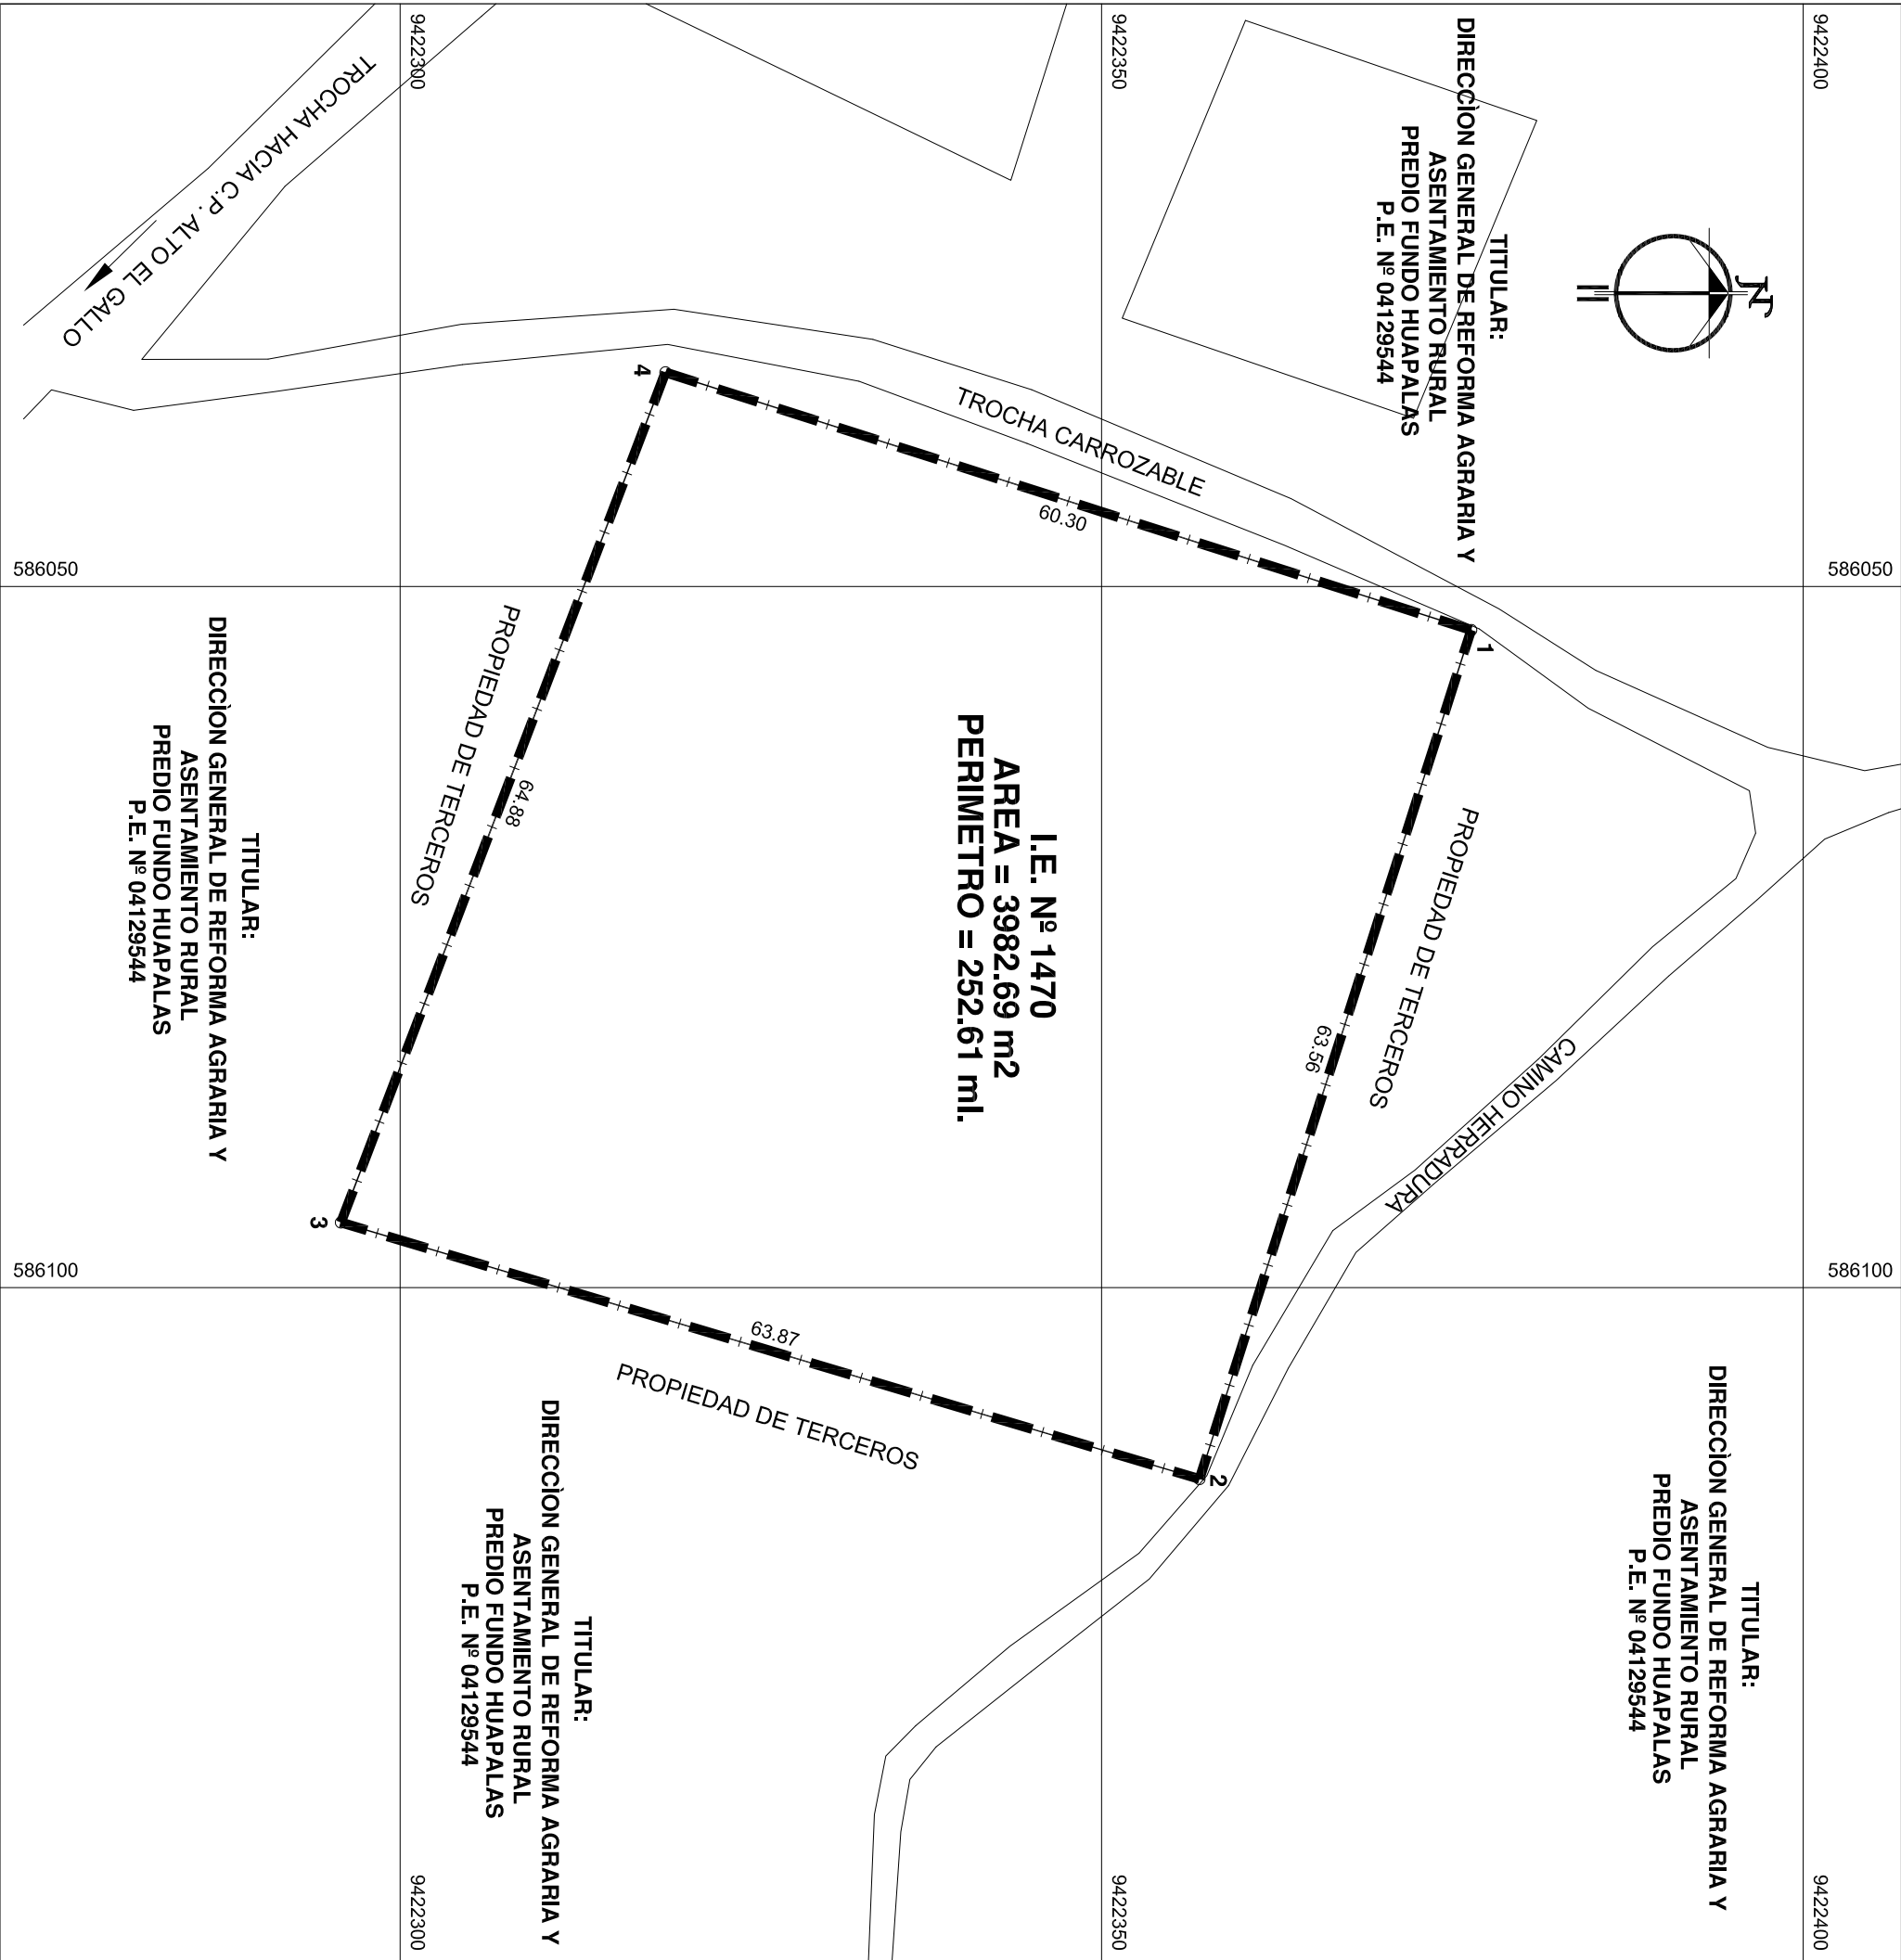 N
TITULAR:
DIRECCÌON GENERAL DE REFORMA AGRARIA Y
ASENTAMIENTO RURAL
PREDIO FUNDO HUAPALAS
P.E. Nº 04129544
9422400
9422400
9422350
9422350
9422300
9422300
586050
586050
586100
586100
TITULAR:
DIRECCÌON GENERAL DE REFORMA AGRARIA Y
ASENTAMIENTO RURAL
PREDIO FUNDO HUAPALAS
P.E. Nº 04129544
CAMINO HERRADURA
TROCHA CARROZABLE
PROPIEDAD DE TERCEROS
1
63.56
2
60.30
I.E. Nº 1470
AREA = 3982.69 m2
PERIMETRO = 252.61 ml.
63.87
PROPIEDAD DE TERCEROS
4
64.88
3
PROPIEDAD DE TERCEROS
TROCHA HACIA C.P. ALTO EL GALLO
TITULAR:
DIRECCÌON GENERAL DE REFORMA AGRARIA Y
ASENTAMIENTO RURAL
PREDIO FUNDO HUAPALAS
P.E. Nº 04129544
TITULAR:
DIRECCÌON GENERAL DE REFORMA AGRARIA Y
ASENTAMIENTO RURAL
PREDIO FUNDO HUAPALAS
P.E. Nº 04129544